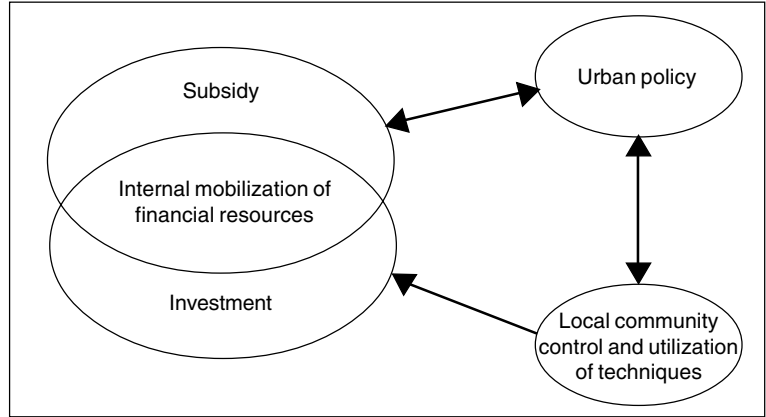 Subsidy
Urban policy
Internal mobilization of
financial resources
Investment
Local community
control and utilization
of techniques